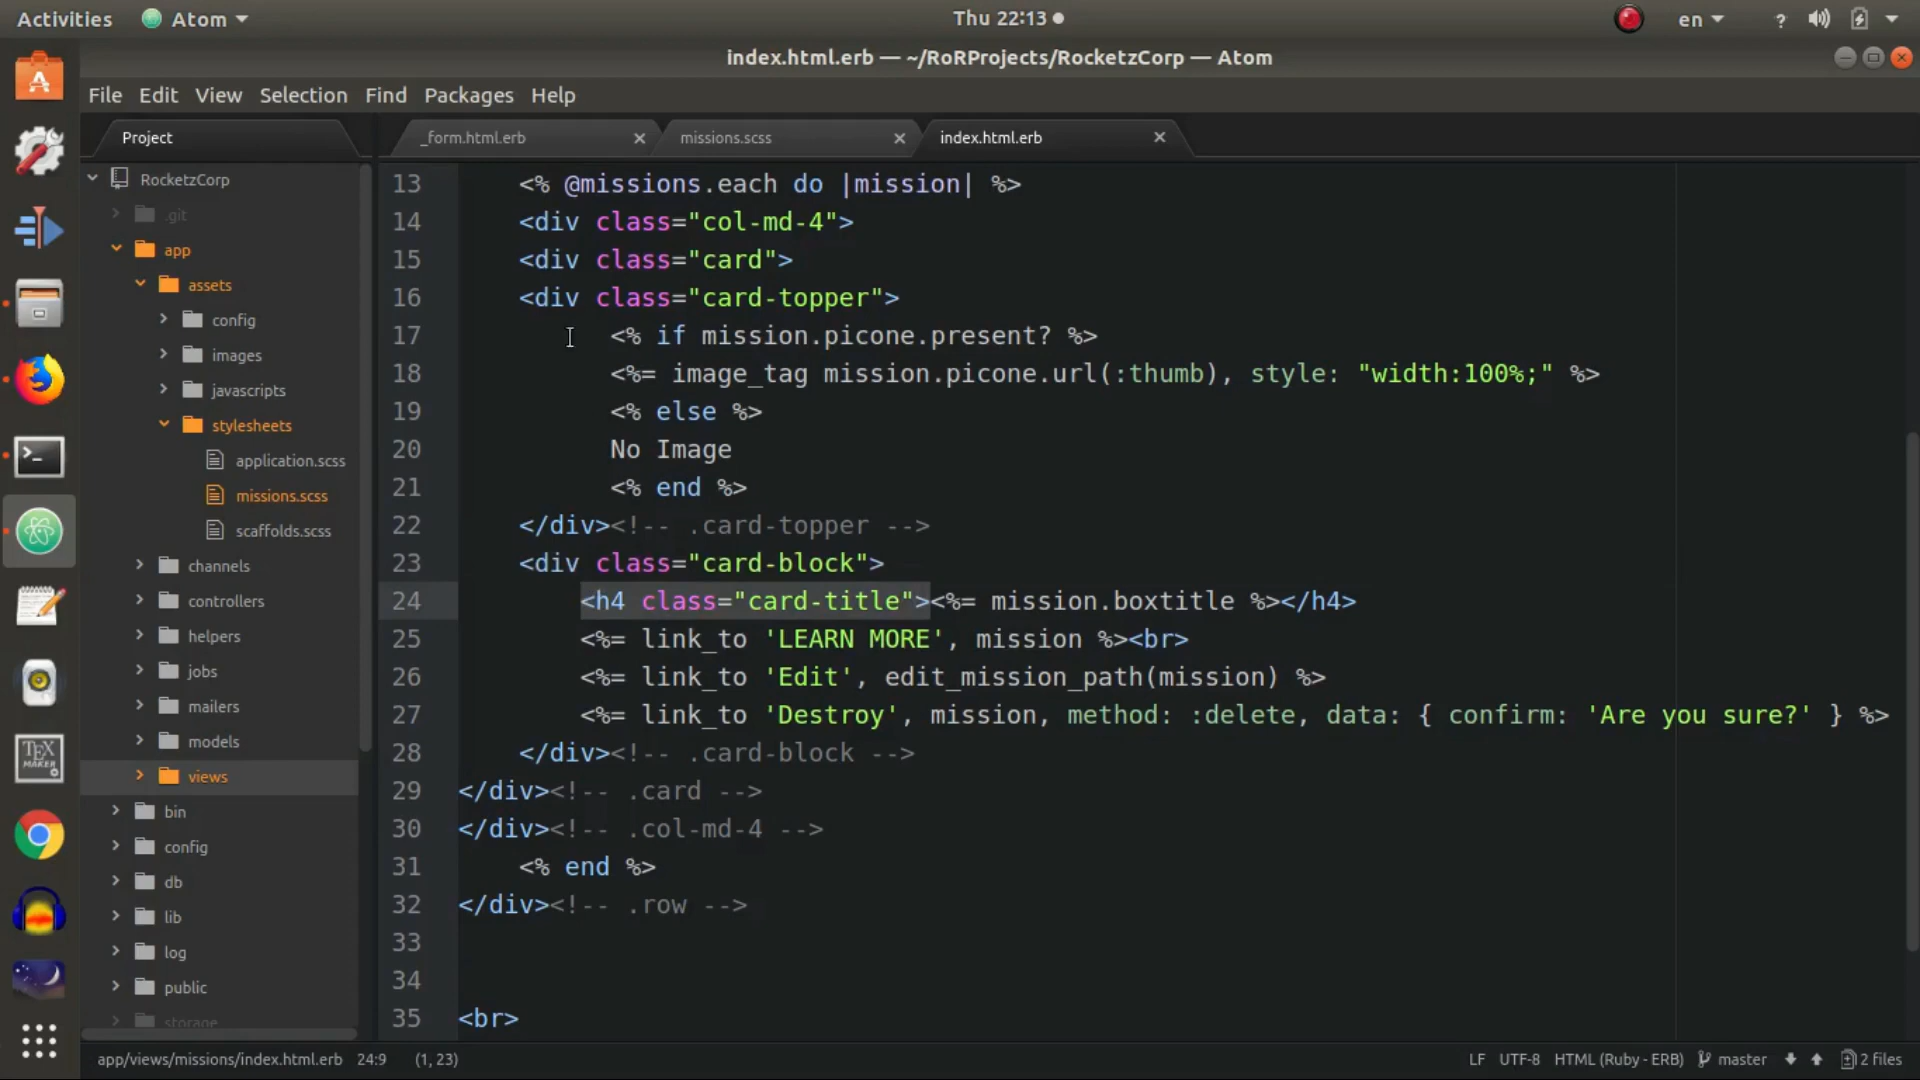 Activities
Atom
Thu 22:13
en
?
index.html.erb — ~/RoRProjects/RocketzCorp — Atom
File Edit View Selection Find Packages Help
Project
_form.html.erb
missions.scss
index.html.erb
RocketzCorp
.git
app
assets
config
images
javascripts
stylesheets
application.scss
missions.scss
scaffolds.scss
channels
controllers
helpers
jobs
mailers
models
views
bin
config
db
lib
log
public
storage
TEX
MAKER
13 <% @missions.each do |mission| %>
14 <div class="col-md-4">
15 <div class="card">
16 <div class="card-topper">
17 <% if mission.picone.present? %>
18 <%= image_tag mission.picone.url(:thumb), style: "width:100%;" %>
19 <% else %>
20 No Image
21 <% end %>
22 </div><!-- .card-topper -->
23 <div class="card-block">
24 <h4 class="card-title"><%= mission.boxtitle %></h4>
25 <%= link_to 'LEARN MORE', mission %><br>
26 <%= link_to 'Edit', edit_mission_path(mission) %>
27 <%= link_to 'Destroy', mission, method: :delete, data: { confirm: 'Are you sure?' } %>
28 </div><!-- .card-block -->
29 </div><!-- .card -->
30 </div><!-- .col-md-4 -->
31 <% end %>
32 </div><!-- .row -->
33
34
35 <br>
app/views/missions/index.html.erb 24:9 (1, 23)
LF UTF-8 HTML (Ruby - ERB) master 2 files